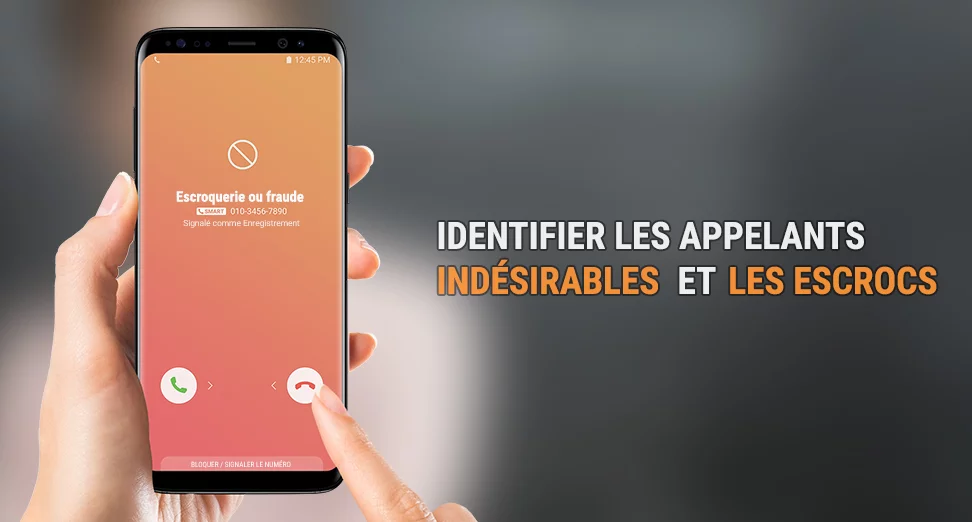 12:45 PM
Escroquerie ou fraude
SMART 010-3456-7890
Signalé comme Enregistrement
BLOQUER / SIGNALER LE NUMÉRO
IDENTIFIER LES APPELANTS
INDÉSIRABLES ET LES ESCROCS